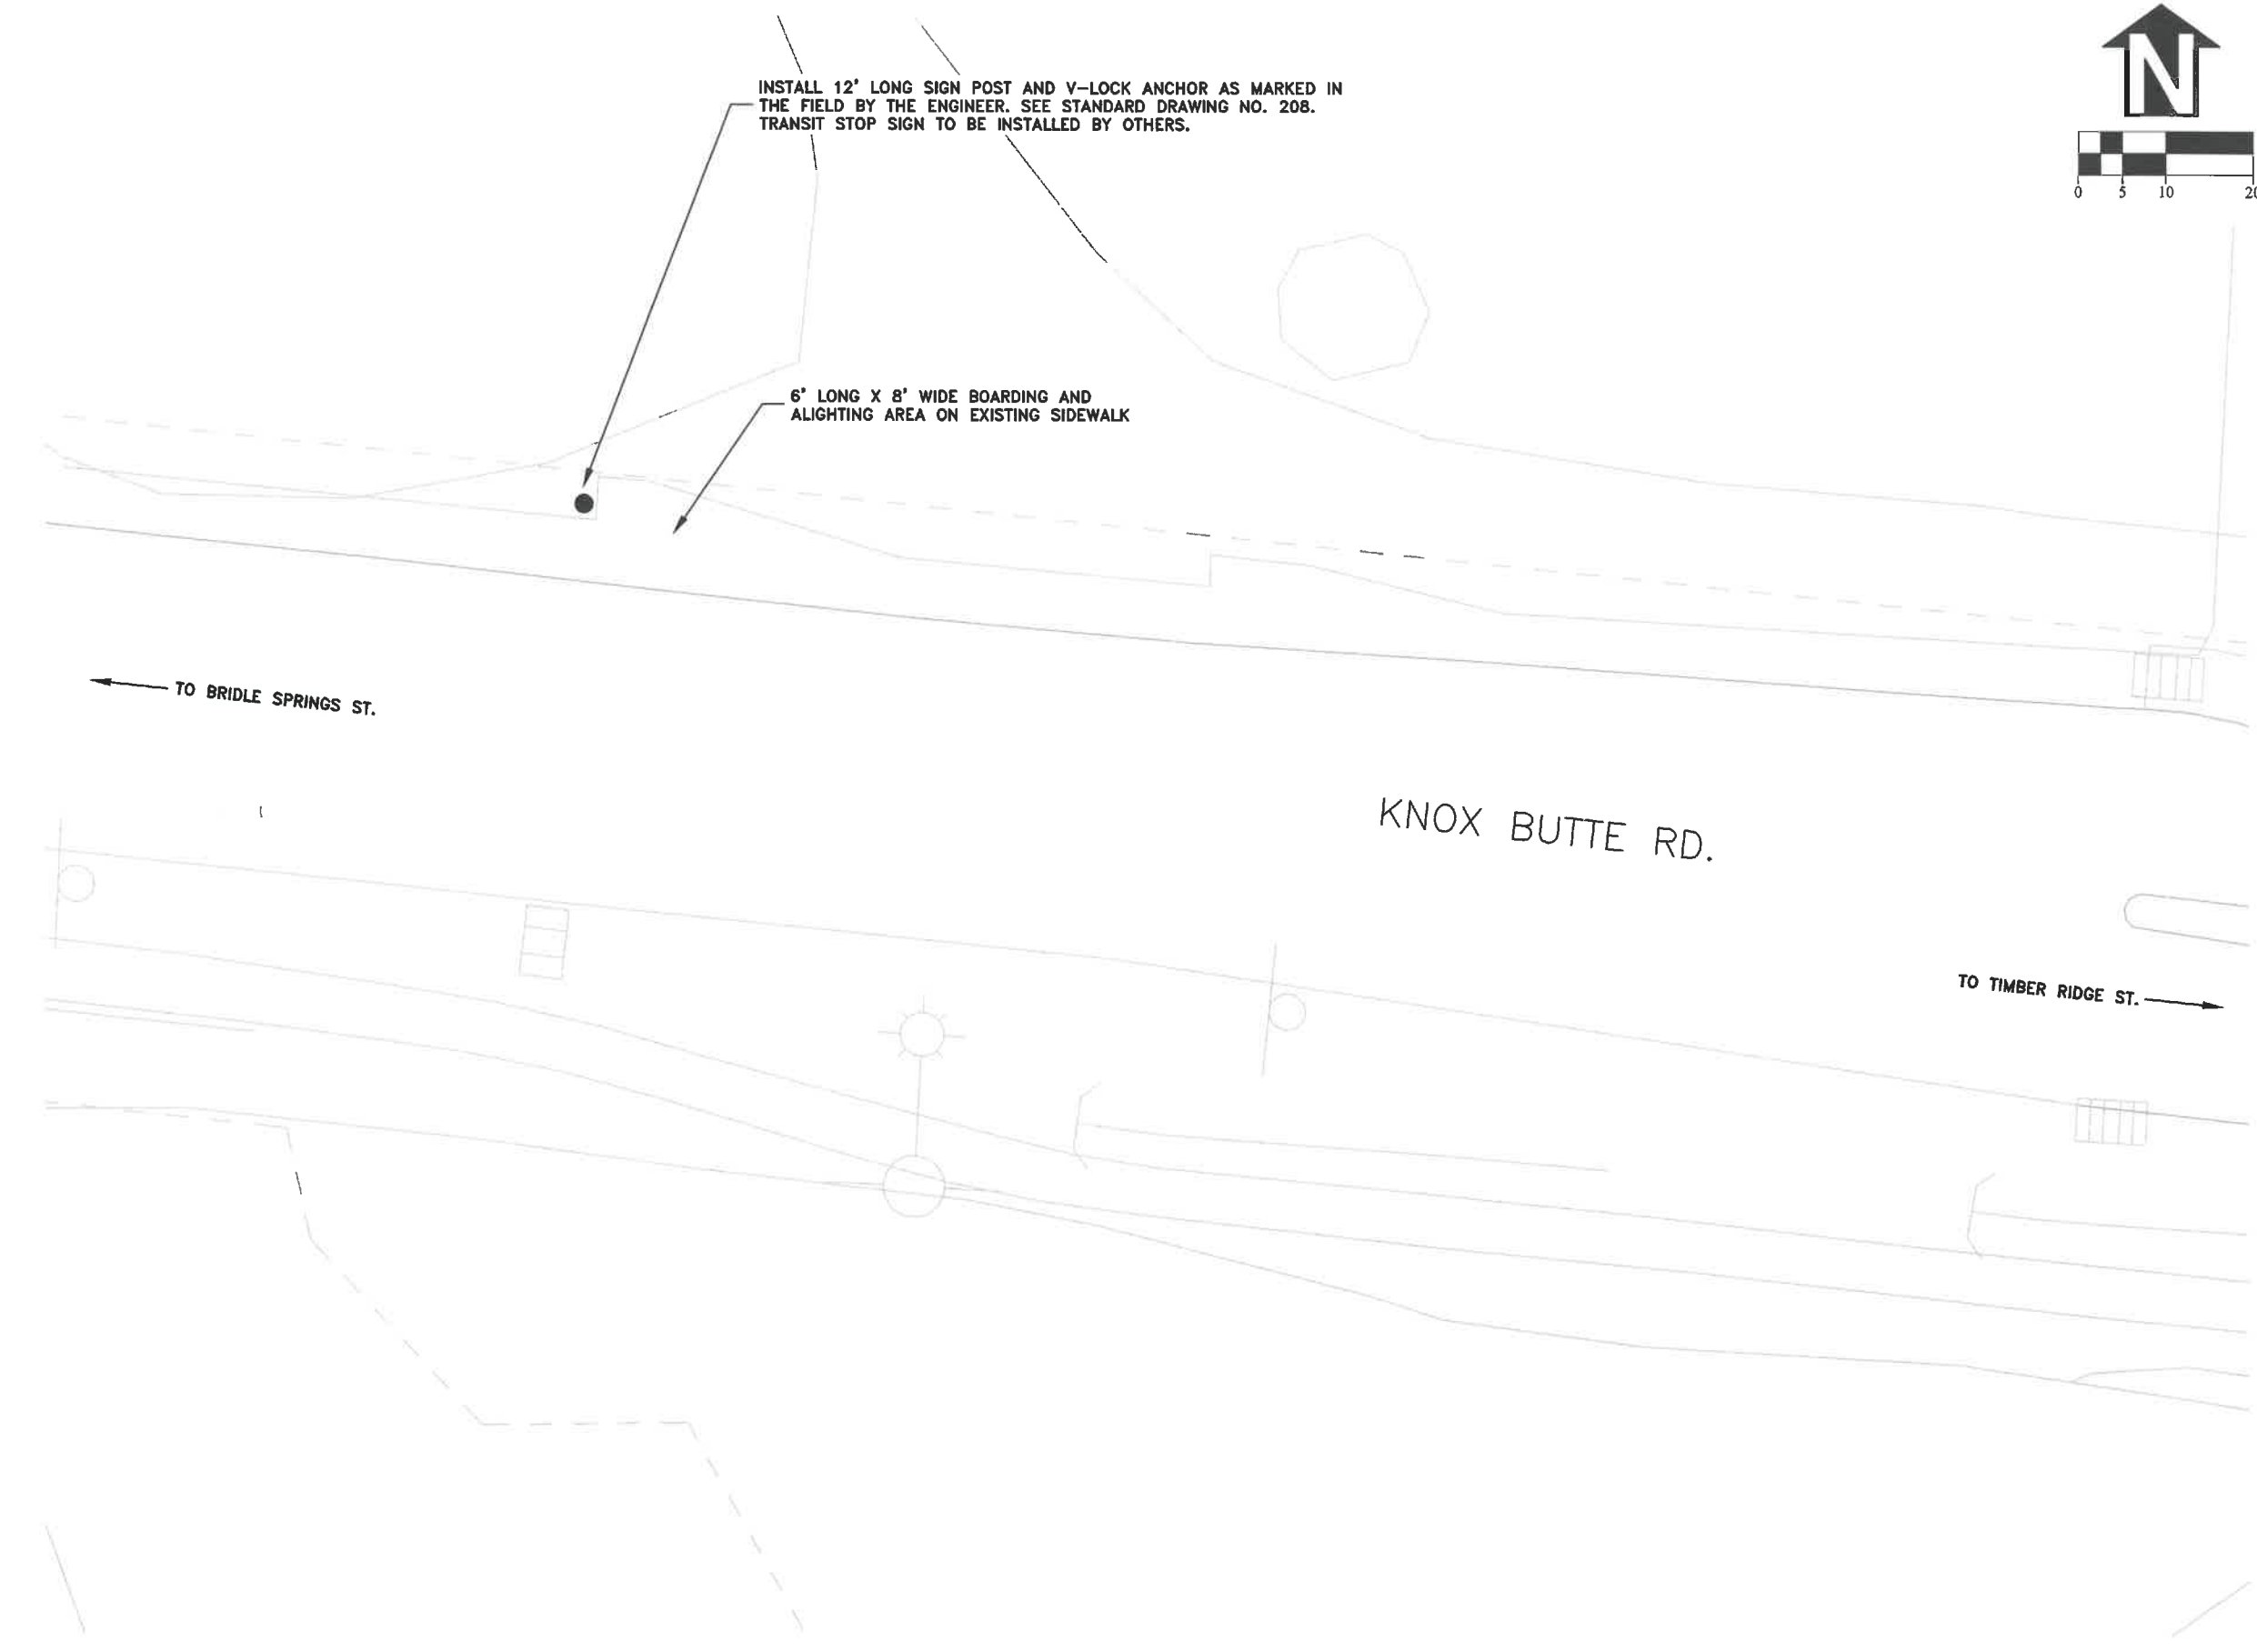 N
INSTALL 12' LONG SIGN POST AND V-LOCK ANCHOR AS MARKED IN
THE FIELD BY THE ENGINEER. SEE STANDARD DRAWING NO. 208.
TRANSIT STOP SIGN TO BE INSTALLED BY OTHERS.
0 5 10 20
6' LONG X 8' WIDE BOARDING AND
ALIGHTING AREA ON EXISTING SIDEWALK
TO BRIDLE SPRINGS ST.
KNOX BUTTE RD.
TO TIMBER RIDGE ST.